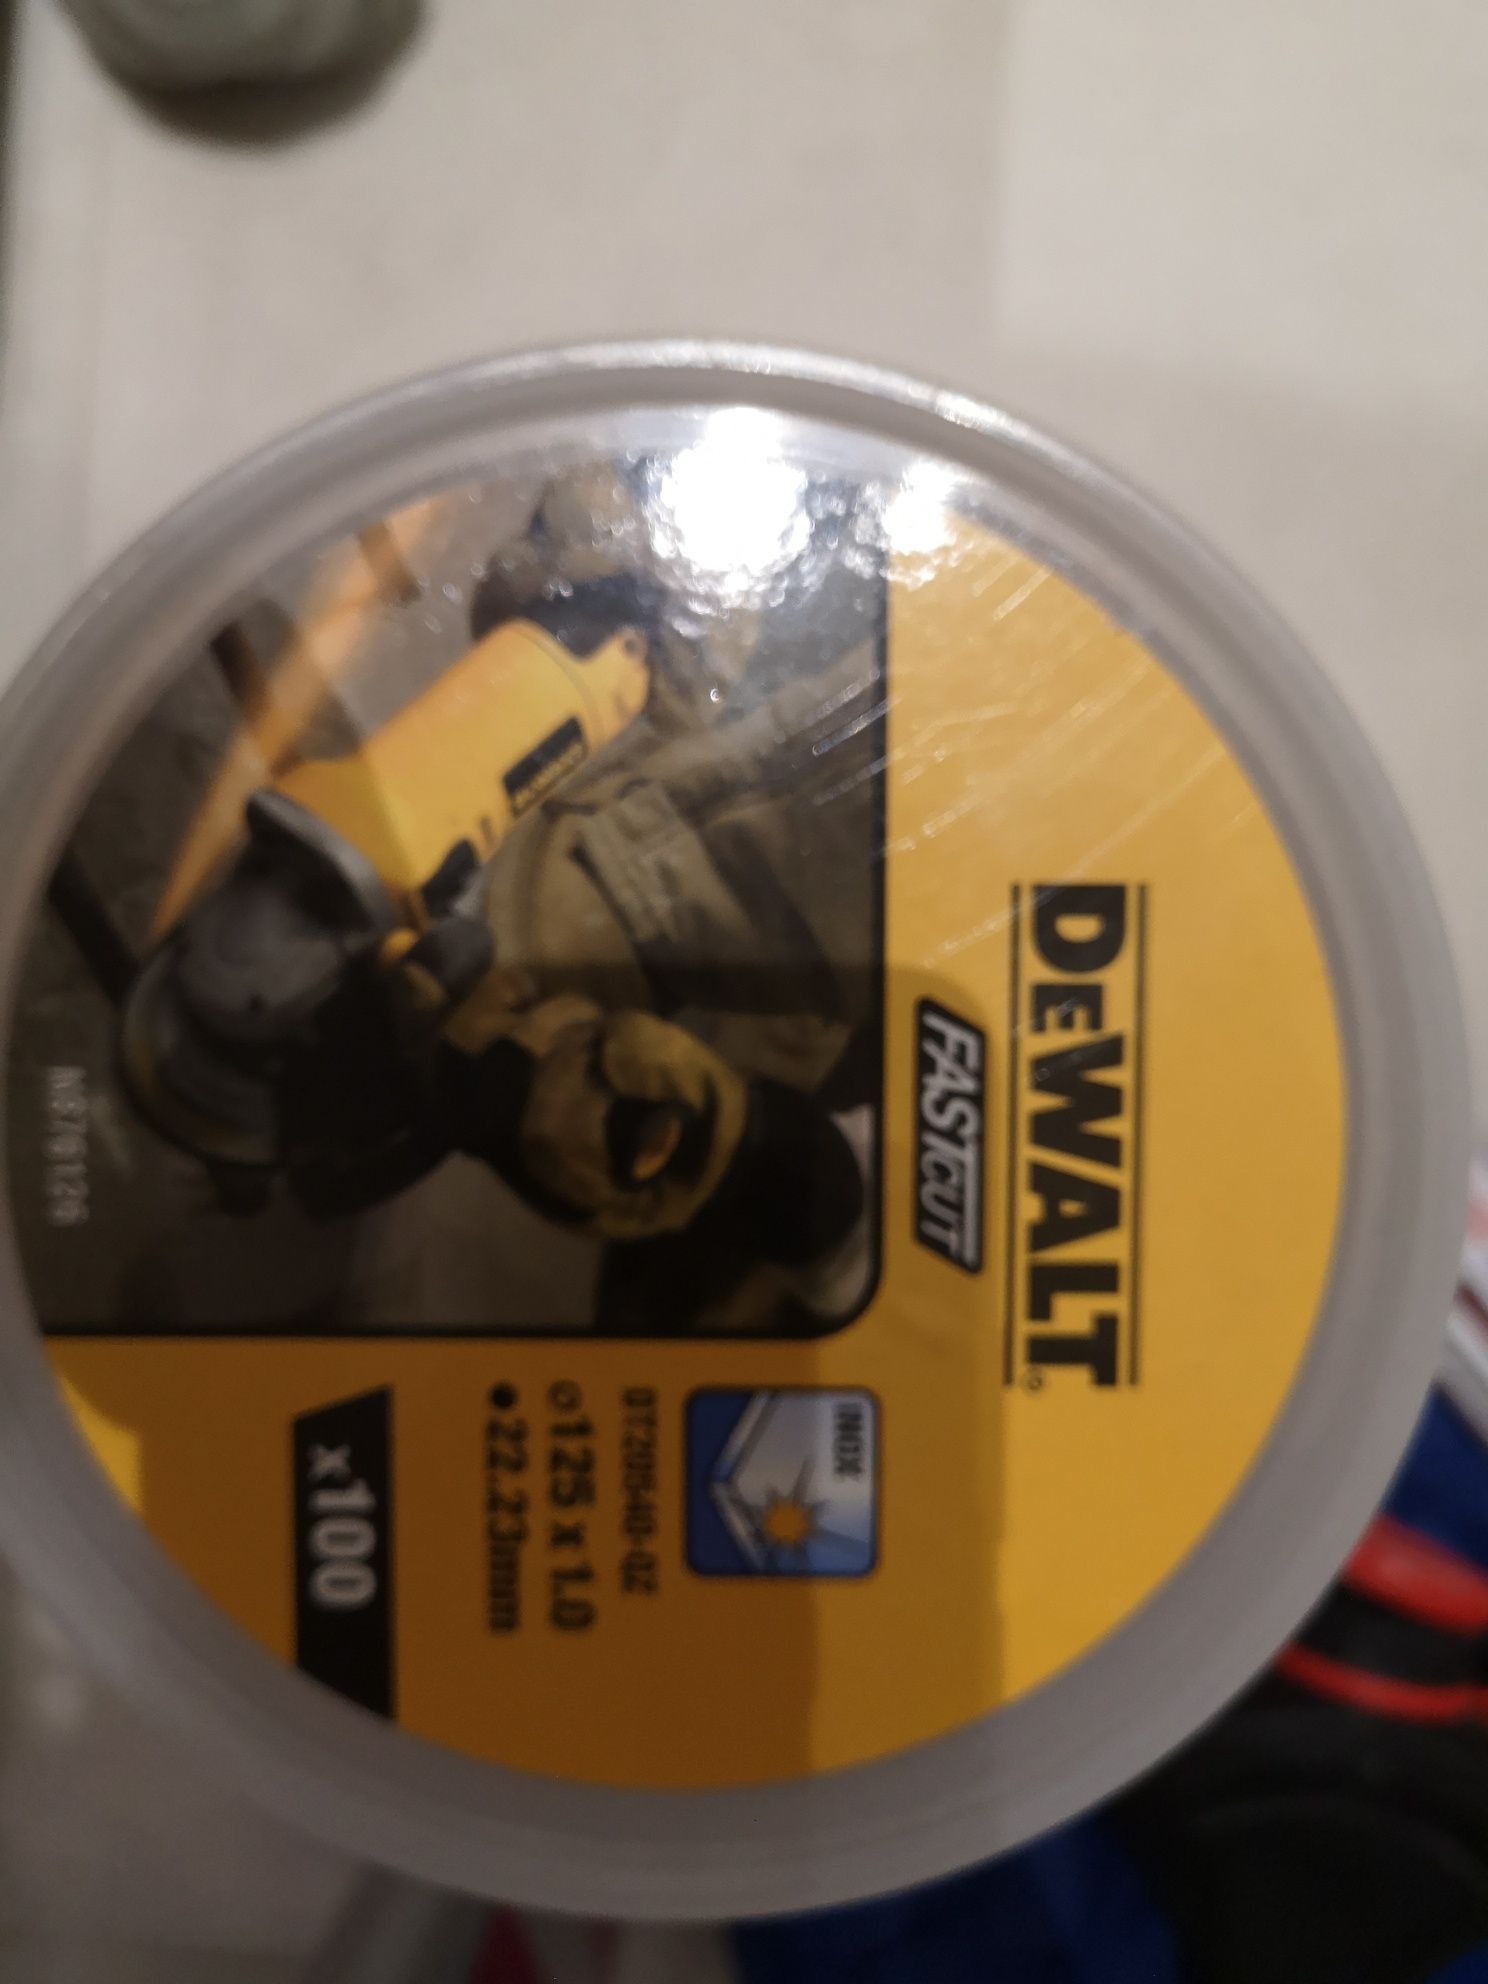 DEWALT
FASTCUT
INOX
DT20540-QZ
125 x 1.0
22.23mm
x100